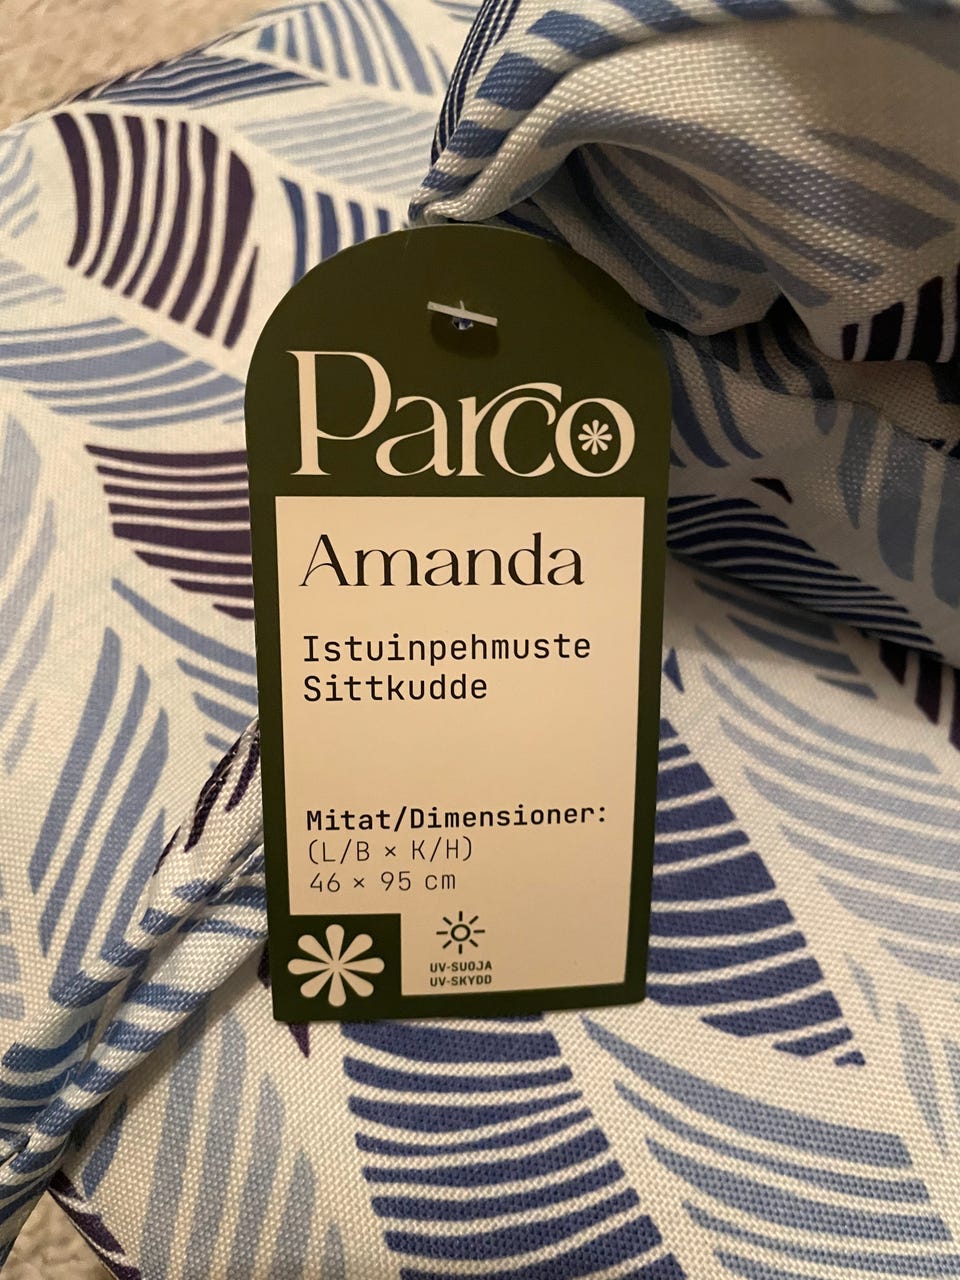 Parco
Amanda
Istuinpehmuste
Sittkudde
Mitat/Dimensioner:
(L/B × K/H)
46 × 95 cm
UV-SUOJA
UV-SKYDD